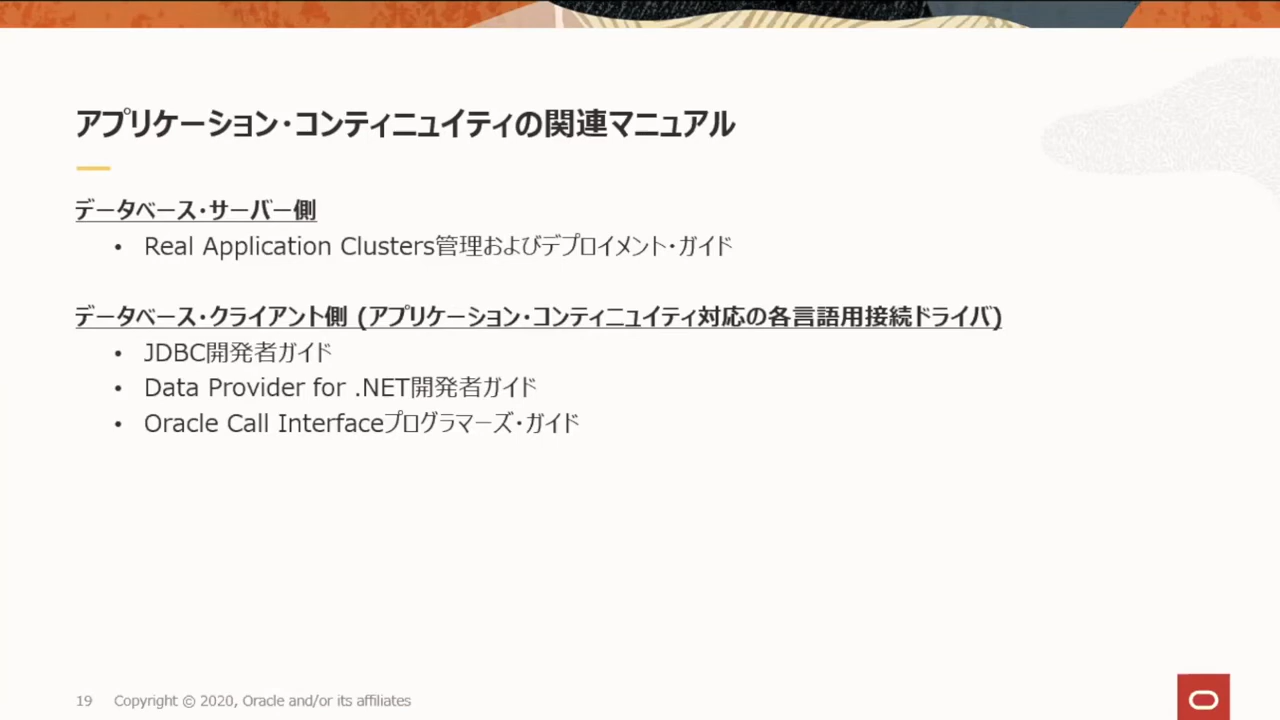 アプリケーション・コンティニュイティの関連マニュアル
データベース・サーバー側
• Real Application Clusters管理およびデプロイメント・ガイド
データベース・クライアント側 (アプリケーション・コンティニュイティ対応の各言語用接続ドライバ)
• JDBC開発者ガイド
• Data Provider for .NET開発者ガイド
• Oracle Call Interfaceプログラマーズ・ガイド
19 Copyright © 2020, Oracle and/or its affiliates